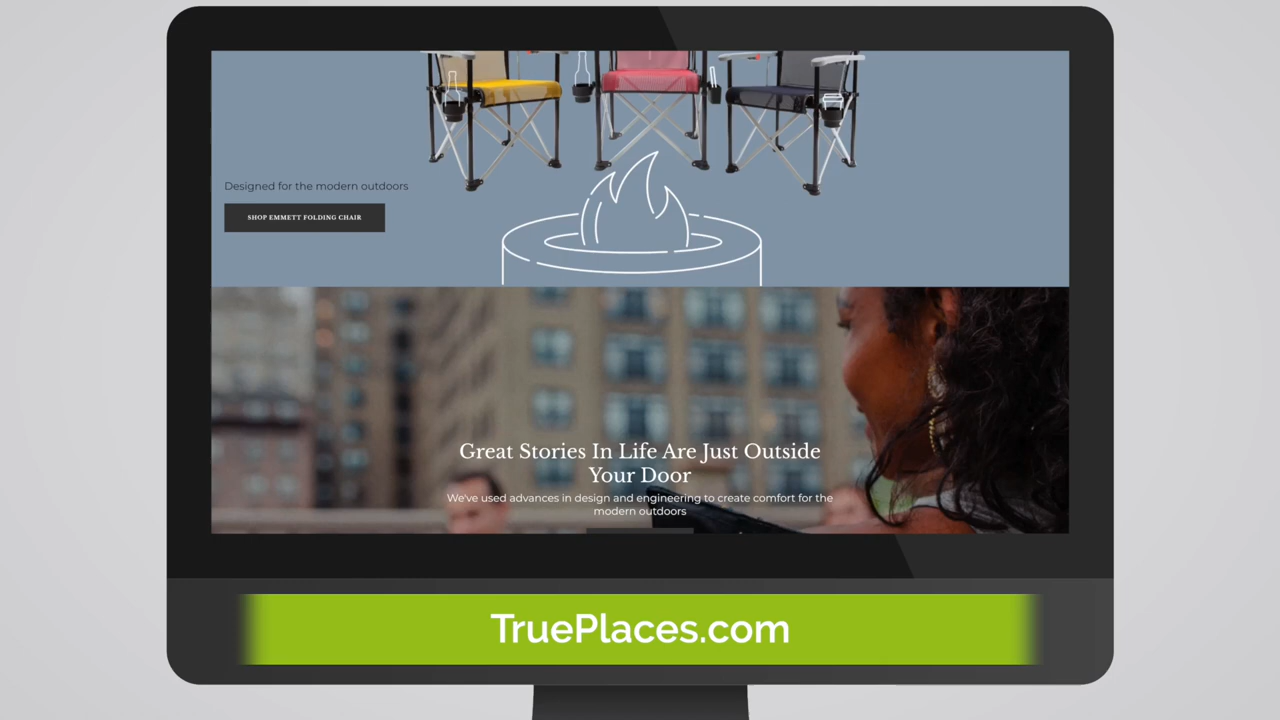 Designed for the modern outdoors
SHOP EMMETT FOLDING CHAIR
Great Stories In Life Are Just Outside
Your Door
We've used advances in design and engineering to create comfort for the
modern outdoors
TruePlaces.com